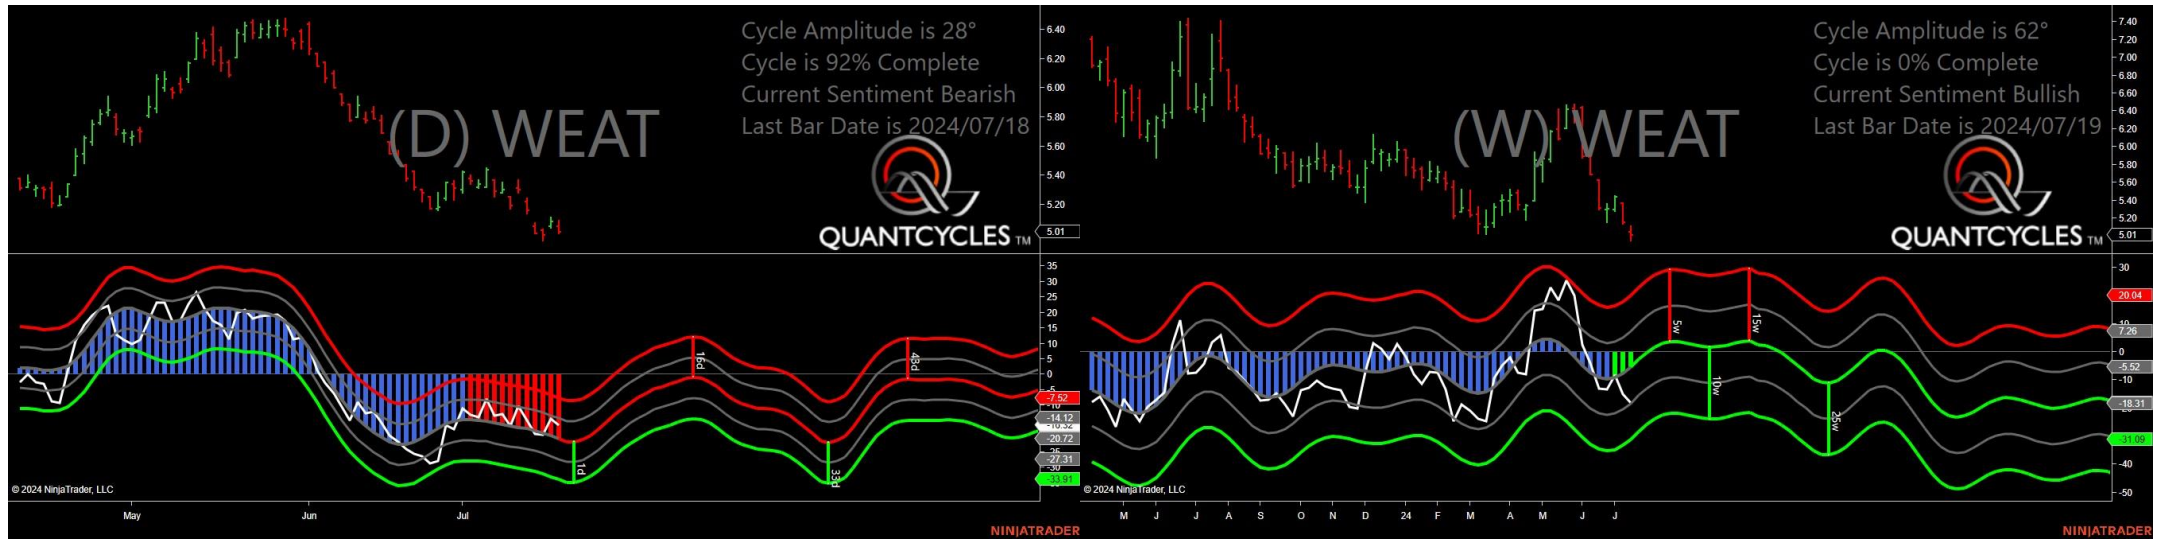 Cycle Amplitude is 28°
Cycle is 92% Complete
Current Sentiment Bearish
Last Bar Date is 2024/07/18
(D) WEAT
QUANTCYCLES TM
6.40
6.20
6.00
5.80
5.60
5.40
5.20
5.01
35
30
25
20
15
10
5
0
-5
-7.52
-14.12
-20.72
-27.31
-33.91
16d
43d
1d
33d
© 2024 NinjaTrader, LLC
May
Jun
Jul
NINJATRADER
Cycle Amplitude is 62°
Cycle is 0% Complete
Current Sentiment Bullish
Last Bar Date is 2024/07/19
(W) WEAT
QUANTCYCLES TM
7.40
7.20
7.00
6.80
6.60
6.40
6.20
6.00
5.80
5.60
5.40
5.20
5.01
30
20.04
10
7.26
0
-5.52
-10
-18.31
-31.09
-40
-50
5w
15w
10w
25w
© 2024 NinjaTrader, LLC
M J J A S O N D 24 F M A M J J
NINJATRADER